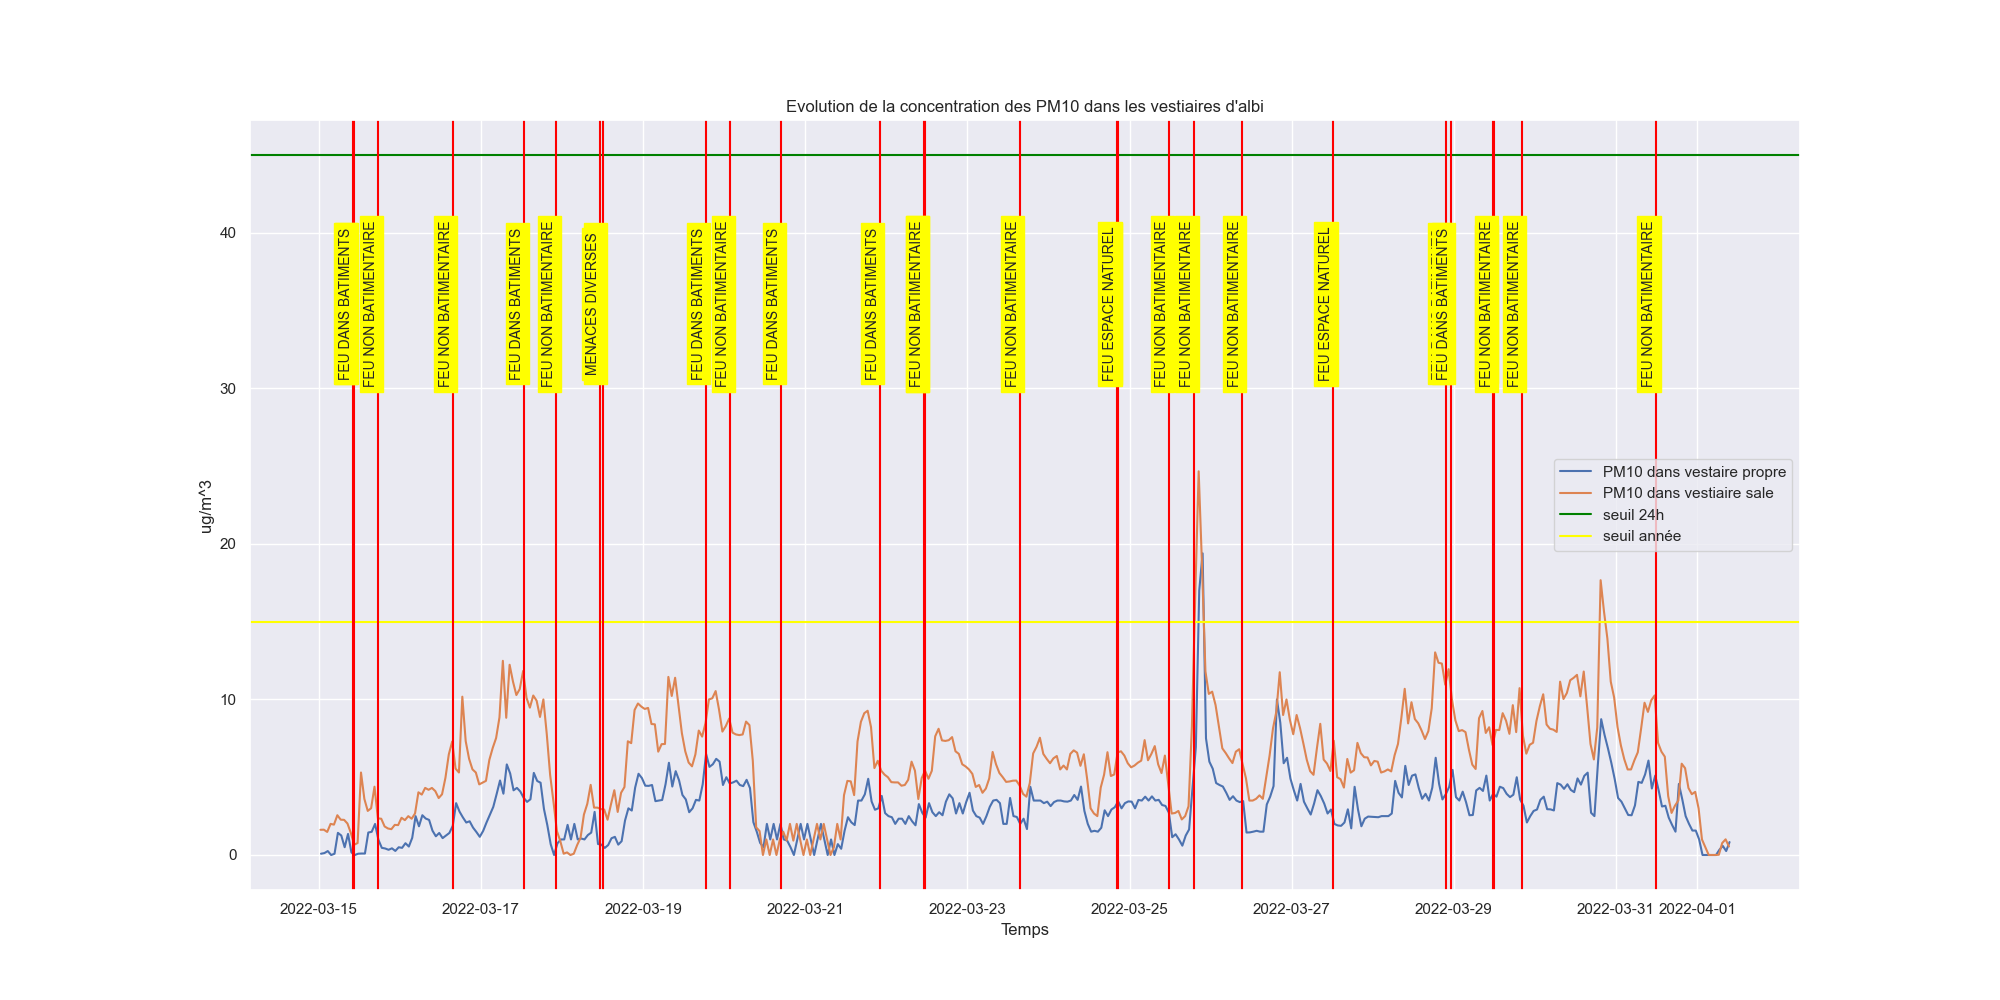 Evolution de la concentration des PM10 dans les vestiaires d'albi
ug/m^3
40
30
20
10
0
FEU DANS BATIMENTS
FEU NON BATIMENTAIRE
FEU NON BATIMENTAIRE
FEU DANS BATIMENTS
FEU NON BATIMENTAIRE
MENACES DIVERSES
FEU DANS BATIMENTS
FEU NON BATIMENTAIRE
FEU DANS BATIMENTS
FEU DANS BATIMENTS
FEU NON BATIMENTAIRE
FEU NON BATIMENTAIRE
FEU ESPACE NATUREL
FEU NON BATIMENTAIRE
FEU NON BATIMENTAIRE
FEU NON BATIMENTAIRE
FEU ESPACE NATUREL
FEU DANS BATIMENTS
FEU NON BATIMENTAIRE
FEU NON BATIMENTAIRE
FEU NON BATIMENTAIRE
PM10 dans vestaire propre
PM10 dans vestiaire sale
seuil 24h
seuil année
2022-03-15 2022-03-17 2022-03-19 2022-03-21 2022-03-23 2022-03-25 2022-03-27 2022-03-29 2022-03-31 2022-04-01
Temps